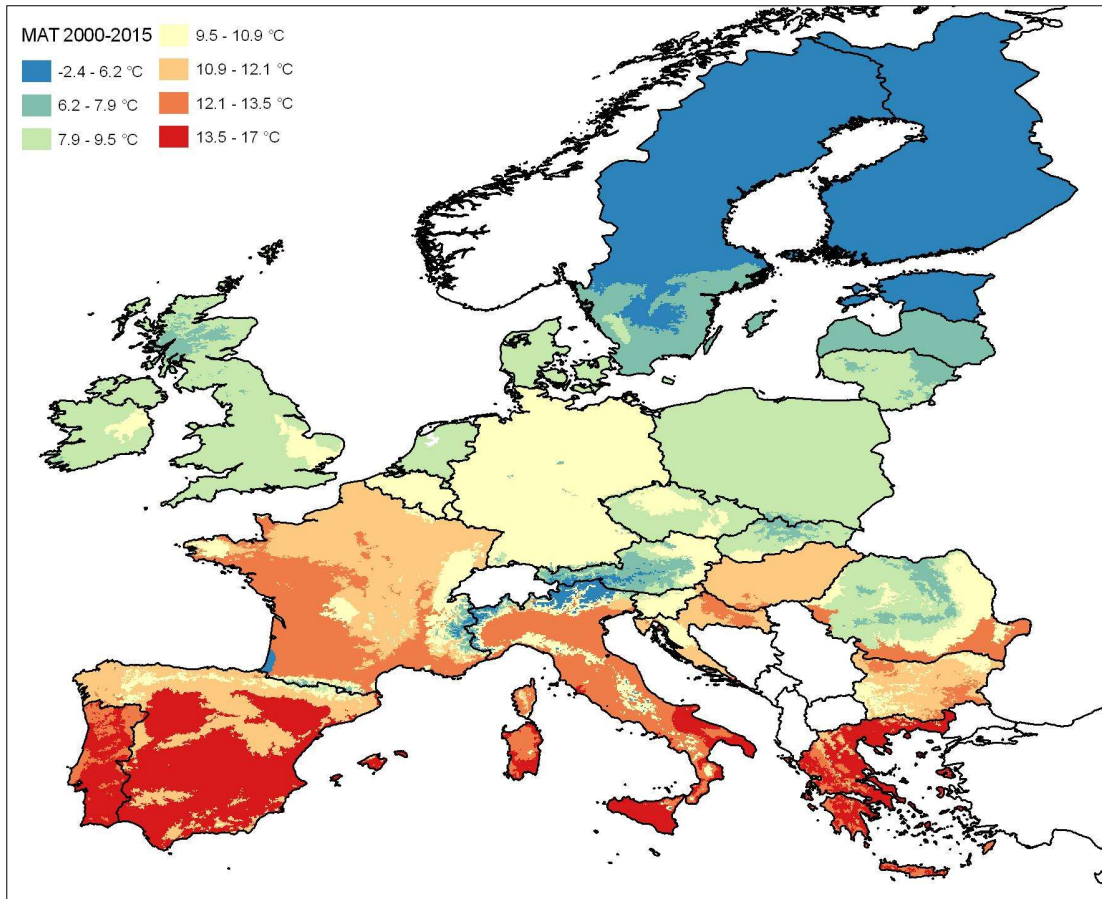 MAT 2000-2015
-2.4 - 6.2 °C
6.2 - 7.9 °C
7.9 - 9.5 °C
9.5 - 10.9 °C
10.9 - 12.1 °C
12.1 - 13.5 °C
13.5 - 17 °C